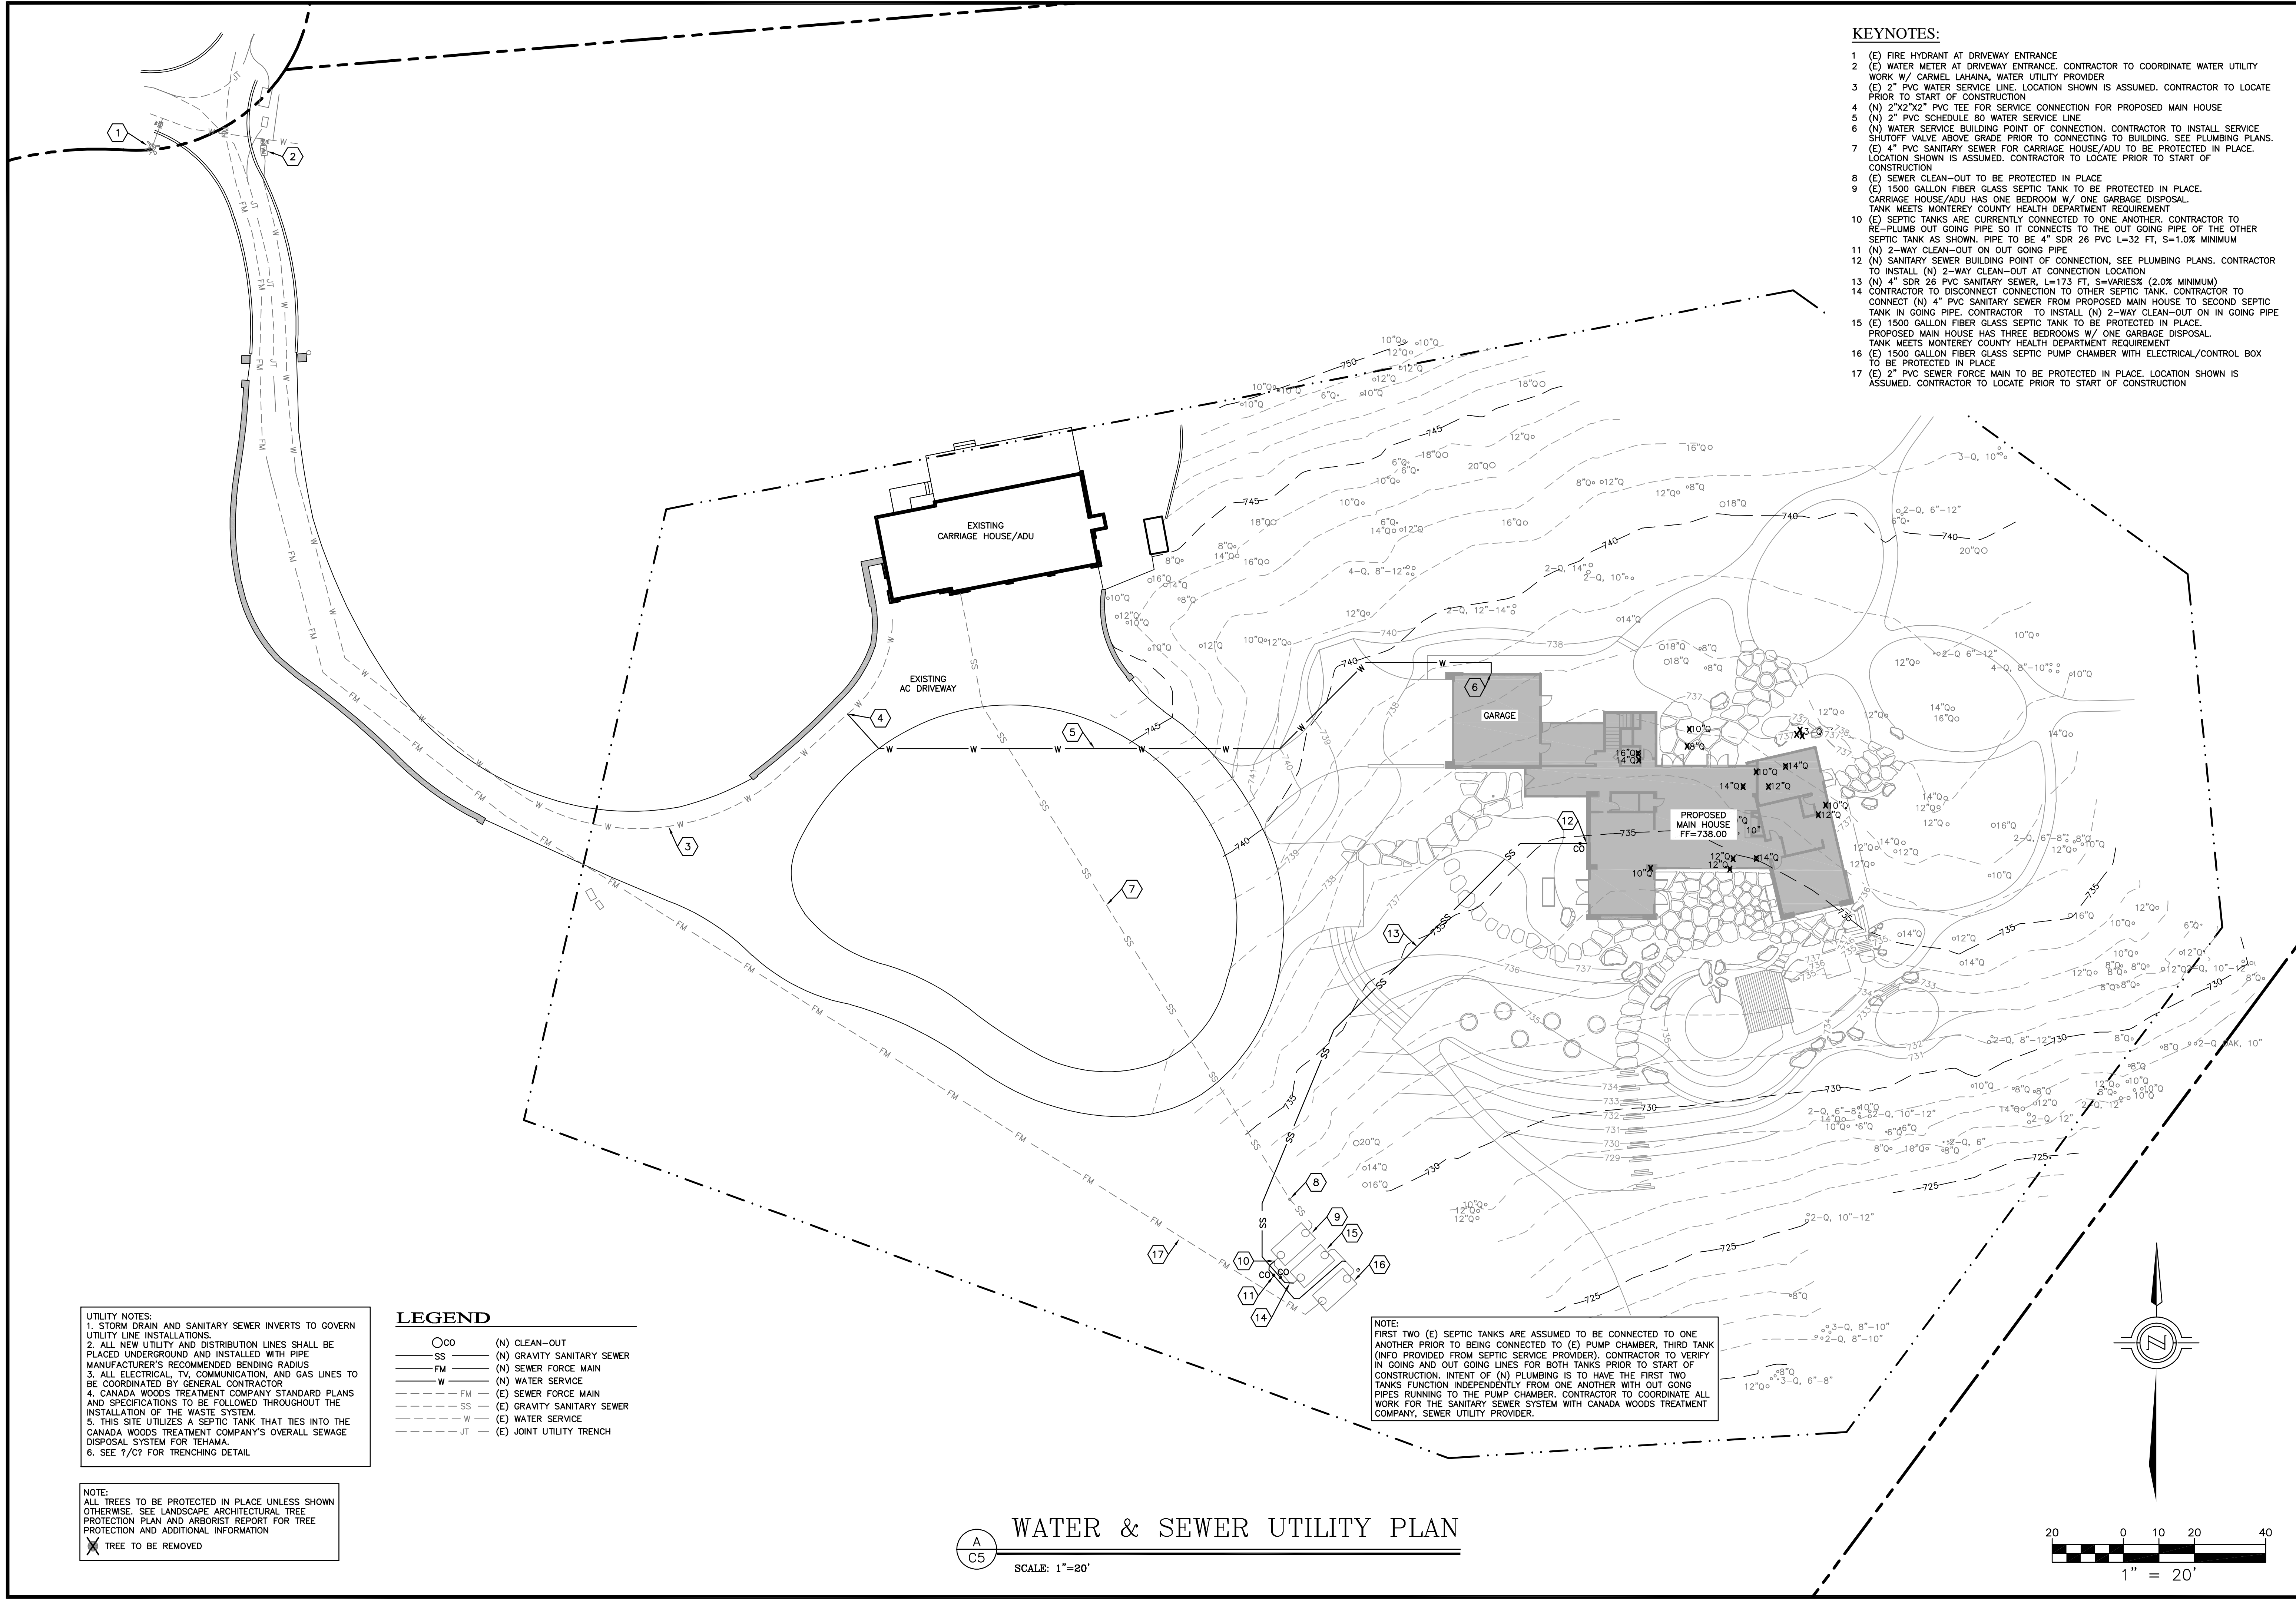 KEYNOTES:
1 (E) FIRE HYDRANT AT DRIVEWAY ENTRANCE
2 (E) WATER METER AT DRIVEWAY ENTRANCE. CONTRACTOR TO COORDINATE WATER UTILITY
WORK W/ CARMEL LAHAINA, WATER UTILITY PROVIDER
3 (E) 2" PVC WATER SERVICE LINE. LOCATION SHOWN IS ASSUMED. CONTRACTOR TO LOCATE
PRIOR TO START OF CONSTRUCTION
4 (N) 2"X2"X2" PVC TEE FOR SERVICE CONNECTION FOR PROPOSED MAIN HOUSE
5 (N) 2" PVC SCHEDULE 80 WATER SERVICE LINE
6 (N) WATER SERVICE BUILDING POINT OF CONNECTION. CONTRACTOR TO INSTALL SERVICE
SHUTOFF VALVE ABOVE GRADE PRIOR TO CONNECTING TO BUILDING. SEE PLUMBING PLANS.
7 (E) 4" PVC SANITARY SEWER FOR CARRIAGE HOUSE/ADU TO BE PROTECTED IN PLACE.
LOCATION SHOWN IS ASSUMED. CONTRACTOR TO LOCATE PRIOR TO START OF
CONSTRUCTION
8 (E) SEWER CLEAN-OUT TO BE PROTECTED IN PLACE
9 (E) 1500 GALLON FIBER GLASS SEPTIC TANK TO BE PROTECTED IN PLACE.
CARRIAGE HOUSE/ADU HAS ONE BEDROOM W/ ONE GARBAGE DISPOSAL.
TANK MEETS MONTEREY COUNTY HEALTH DEPARTMENT REQUIREMENT
10 (E) SEPTIC TANKS ARE CURRENTLY CONNECTED TO ONE ANOTHER. CONTRACTOR TO
RE-PLUMB OUT GOING PIPE SO IT CONNECTS TO THE OUT GOING PIPE OF THE OTHER
SEPTIC TANK AS SHOWN. PIPE TO BE 4" SDR 26 PVC L=32 FT, S=1.0% MINIMUM
11 (N) 2-WAY CLEAN-OUT ON OUT GOING PIPE
12 (N) SANITARY SEWER BUILDING POINT OF CONNECTION, SEE PLUMBING PLANS. CONTRACTOR
TO INSTALL (N) 2-WAY CLEAN-OUT AT CONNECTION LOCATION
13 (N) 4" SDR 26 PVC SANITARY SEWER, L=173 FT, S=VARIES% (2.0% MINIMUM)
14 CONTRACTOR TO DISCONNECT CONNECTION TO OTHER SEPTIC TANK. CONTRACTOR TO
CONNECT (N) 4" PVC SANITARY SEWER FROM PROPOSED MAIN HOUSE TO SECOND SEPTIC
TANK IN GOING PIPE. CONTRACTOR TO INSTALL (N) 2-WAY CLEAN-OUT ON IN GOING PIPE
15 (E) 1500 GALLON FIBER GLASS SEPTIC TANK TO BE PROTECTED IN PLACE.
PROPOSED MAIN HOUSE HAS THREE BEDROOMS W/ ONE GARBAGE DISPOSAL.
TANK MEETS MONTEREY COUNTY HEALTH DEPARTMENT REQUIREMENT
16 (E) 1500 GALLON FIBER GLASS SEPTIC PUMP CHAMBER WITH ELECTRICAL/CONTROL BOX
TO BE PROTECTED IN PLACE
17 (E) 2" PVC SEWER FORCE MAIN TO BE PROTECTED IN PLACE. LOCATION SHOWN IS
ASSUMED. CONTRACTOR TO LOCATE PRIOR TO START OF CONSTRUCTION
EXISTING
CARRIAGE HOUSE/ADU
EXISTING
AC DRIVEWAY
GARAGE
PROPOSED
MAIN HOUSE
FF=738.00
UTILITY NOTES:
1. STORM DRAIN AND SANITARY SEWER INVERTS TO GOVERN
UTILITY LINE INSTALLATIONS.
2. ALL NEW UTILITY AND DISTRIBUTION LINES SHALL BE
PLACED UNDERGROUND AND INSTALLED WITH PIPE
MANUFACTURER'S RECOMMENDED BENDING RADIUS
3. ALL ELECTRICAL, TV, COMMUNICATION, AND GAS LINES TO
BE COORDINATED BY GENERAL CONTRACTOR
4. CANADA WOODS TREATMENT COMPANY STANDARD PLANS
AND SPECIFICATIONS TO BE FOLLOWED THROUGHOUT THE
INSTALLATION OF THE WASTE SYSTEM.
5. THIS SITE UTILIZES A SEPTIC TANK THAT TIES INTO THE
CANADA WOODS TREATMENT COMPANY'S OVERALL SEWAGE
DISPOSAL SYSTEM FOR TEHAMA.
6. SEE ?/C? FOR TRENCHING DETAIL
LEGEND
CO (N) CLEAN-OUT
SS (N) GRAVITY SANITARY SEWER
FM (N) SEWER FORCE MAIN
W (N) WATER SERVICE
FM (E) SEWER FORCE MAIN
SS (E) GRAVITY SANITARY SEWER
W (E) WATER SERVICE
JT (E) JOINT UTILITY TRENCH
NOTE:
ALL TREES TO BE PROTECTED IN PLACE UNLESS SHOWN
OTHERWISE. SEE LANDSCAPE ARCHITECTURAL TREE
PROTECTION PLAN AND ARBORIST REPORT FOR TREE
PROTECTION AND ADDITIONAL INFORMATION
TREE TO BE REMOVED
NOTE:
FIRST TWO (E) SEPTIC TANKS ARE ASSUMED TO BE CONNECTED TO ONE
ANOTHER PRIOR TO BEING CONNECTED TO (E) PUMP CHAMBER, THIRD TANK
(INFO PROVIDED FROM SEPTIC SERVICE PROVIDER). CONTRACTOR TO VERIFY
IN GOING AND OUT GOING LINES FOR BOTH TANKS PRIOR TO START OF
CONSTRUCTION. INTENT OF (N) PLUMBING IS TO HAVE THE FIRST TWO
TANKS FUNCTION INDEPENDENTLY FROM ONE ANOTHER WITH OUT GONG
PIPES RUNNING TO THE PUMP CHAMBER. CONTRACTOR TO COORDINATE ALL
WORK FOR THE SANITARY SEWER SYSTEM WITH CANADA WOODS TREATMENT
COMPANY, SEWER UTILITY PROVIDER.
A
C5
WATER & SEWER UTILITY PLAN
SCALE: 1"=20'
N
20 0 10 20 40
1" = 20'